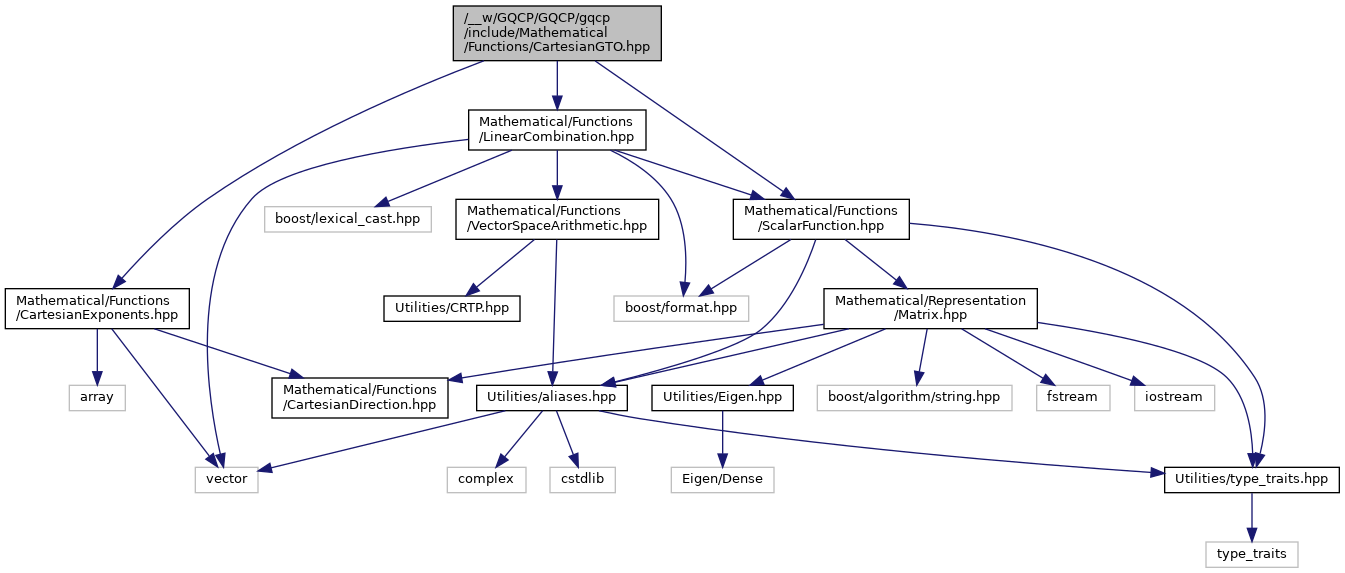 /__w/GQCP/GQCP/gqcp
/include/Mathematical
/Functions/CartesianGTO.hpp
Mathematical/Functions
/LinearCombination.hpp
boost/lexical_cast.hpp
Mathematical/Functions
/VectorSpaceArithmetic.hpp
Mathematical/Functions
/ScalarFunction.hpp
Mathematical/Functions
/CartesianExponents.hpp
Utilities/CRTP.hpp
boost/format.hpp
Mathematical/Representation
/Matrix.hpp
array
Mathematical/Functions
/CartesianDirection.hpp
Utilities/aliases.hpp
Utilities/Eigen.hpp
boost/algorithm/string.hpp
fstream
iostream
vector
complex
cstdlib
Eigen/Dense
Utilities/type_traits.hpp
type_traits